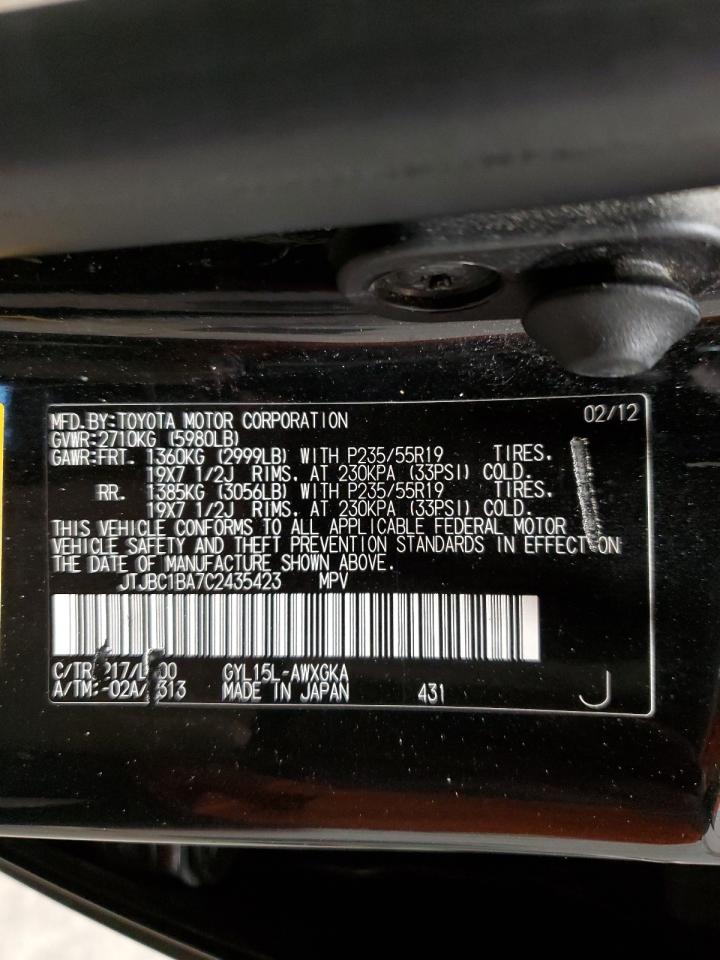 MFD.BY:TOYOTA MOTOR CORPORATION 02/12
GVWR:2710KG (5980LB)
GAWR:FRT. 1360KG (2999LB) WITH P235/55R19 TIRES.
19X7 1/2J RIMS. AT 230KPA (33PSI) COLD.
RR. 1385KG (3056LB) WITH P235/55R19 TIRES.
19X7 1/2J RIMS. AT 230KPA (33PSI) COLD.
THIS VEHICLE CONFORMS TO ALL APPLICABLE FEDERAL MOTOR
VEHICLE SAFETY AND THEFT PREVENTION STANDARDS IN EFFECT ON
THE DATE OF MANUFACTURE SHOWN ABOVE.
JTJBC1BA7C2435423 MPV
GYL15L-AWXGKA
MADE IN JAPAN 431 J